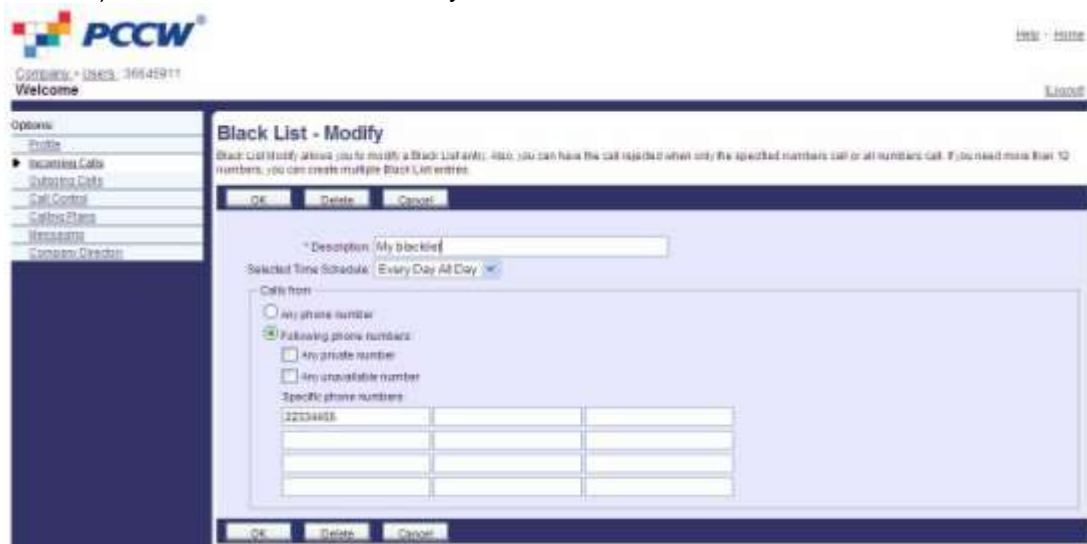 PCCW®
Help - Home
Company > Users : 36645911
Welcome
Logout
Options:
Profile
Incoming Calls
Outgoing Calls
Call Control
Calling Plans
Messaging
Company Directory
Black List - Modify
Black List Modify allows you to modify a Black List entry. Also, you can have the call rejected when only the specified numbers call or all numbers call. If you need more than 12
numbers, you can create multiple Black List entries.
OK Delete Cancel
* Description: My blacklist
Selected Time Schedule: Every Day All Day
Calls from
Any phone number
Following phone numbers:
Any private number
Any unavailable number
Specific phone numbers:
OK Delete Cancel